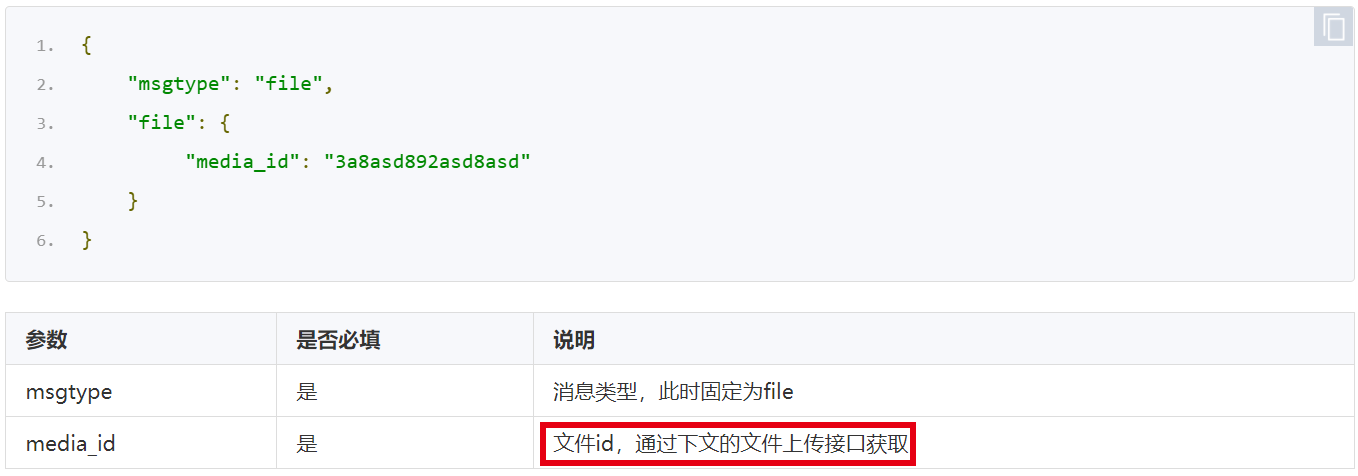 1. {
2. "msgtype": "file",
3. "file": {
4. "media_id": "3a8asd892asd8asd"
5. }
6. }
参数 是否必填 说明
msgtype 是 消息类型，此时固定为file
media_id 是 文件id，通过下文的文件上传接口获取